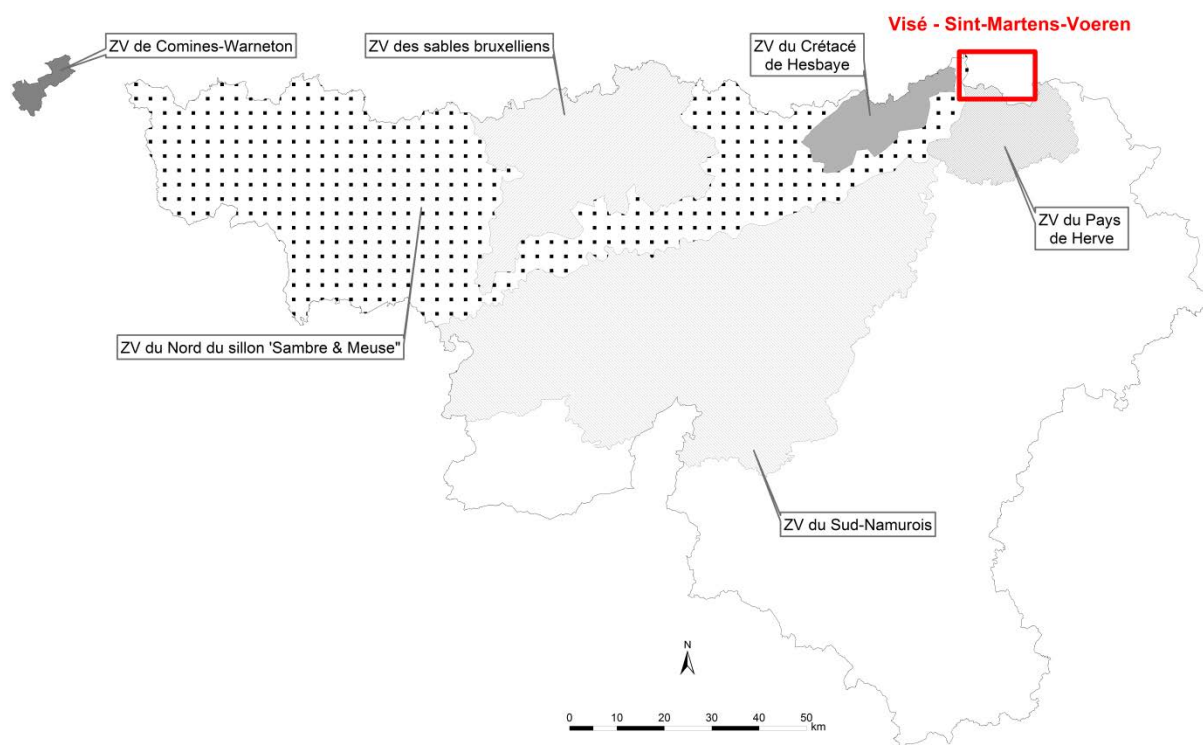 Visé - Sint-Martens-Voeren
ZV de Comines-Warneton
ZV des sables bruxelliens
ZV du Crétacé
de Hesbaye
ZV du Pays
de Herve
ZV du Nord du sillon 'Sambre & Meuse"
ZV du Sud-Namurois
N
0 10 20 30 40 50
km